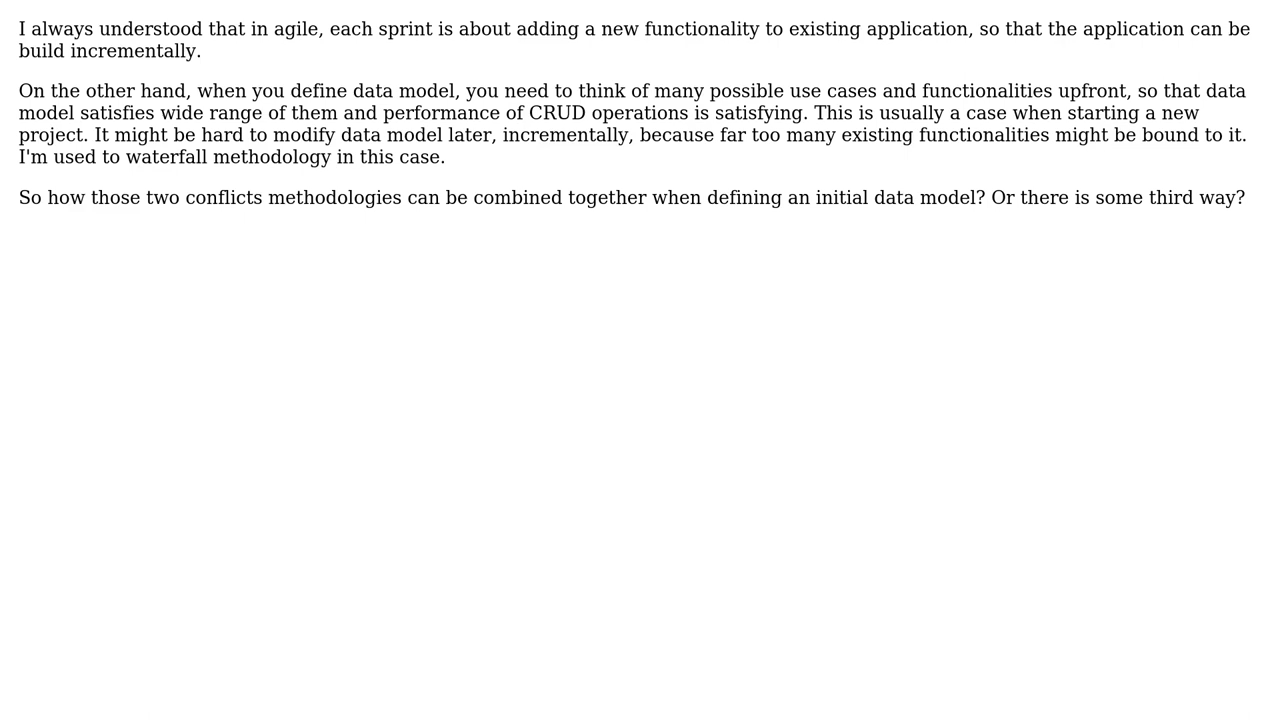 I always understood that in agile, each sprint is about adding a new functionality to existing application, so that the application can be
build incrementally.
On the other hand, when you define data model, you need to think of many possible use cases and functionalities upfront, so that data
model satisfies wide range of them and performance of CRUD operations is satisfying. This is usually a case when starting a new
project. It might be hard to modify data model later, incrementally, because far too many existing functionalities might be bound to it.
I'm used to waterfall methodology in this case.
So how those two conflicts methodologies can be combined together when defining an initial data model? Or there is some third way?